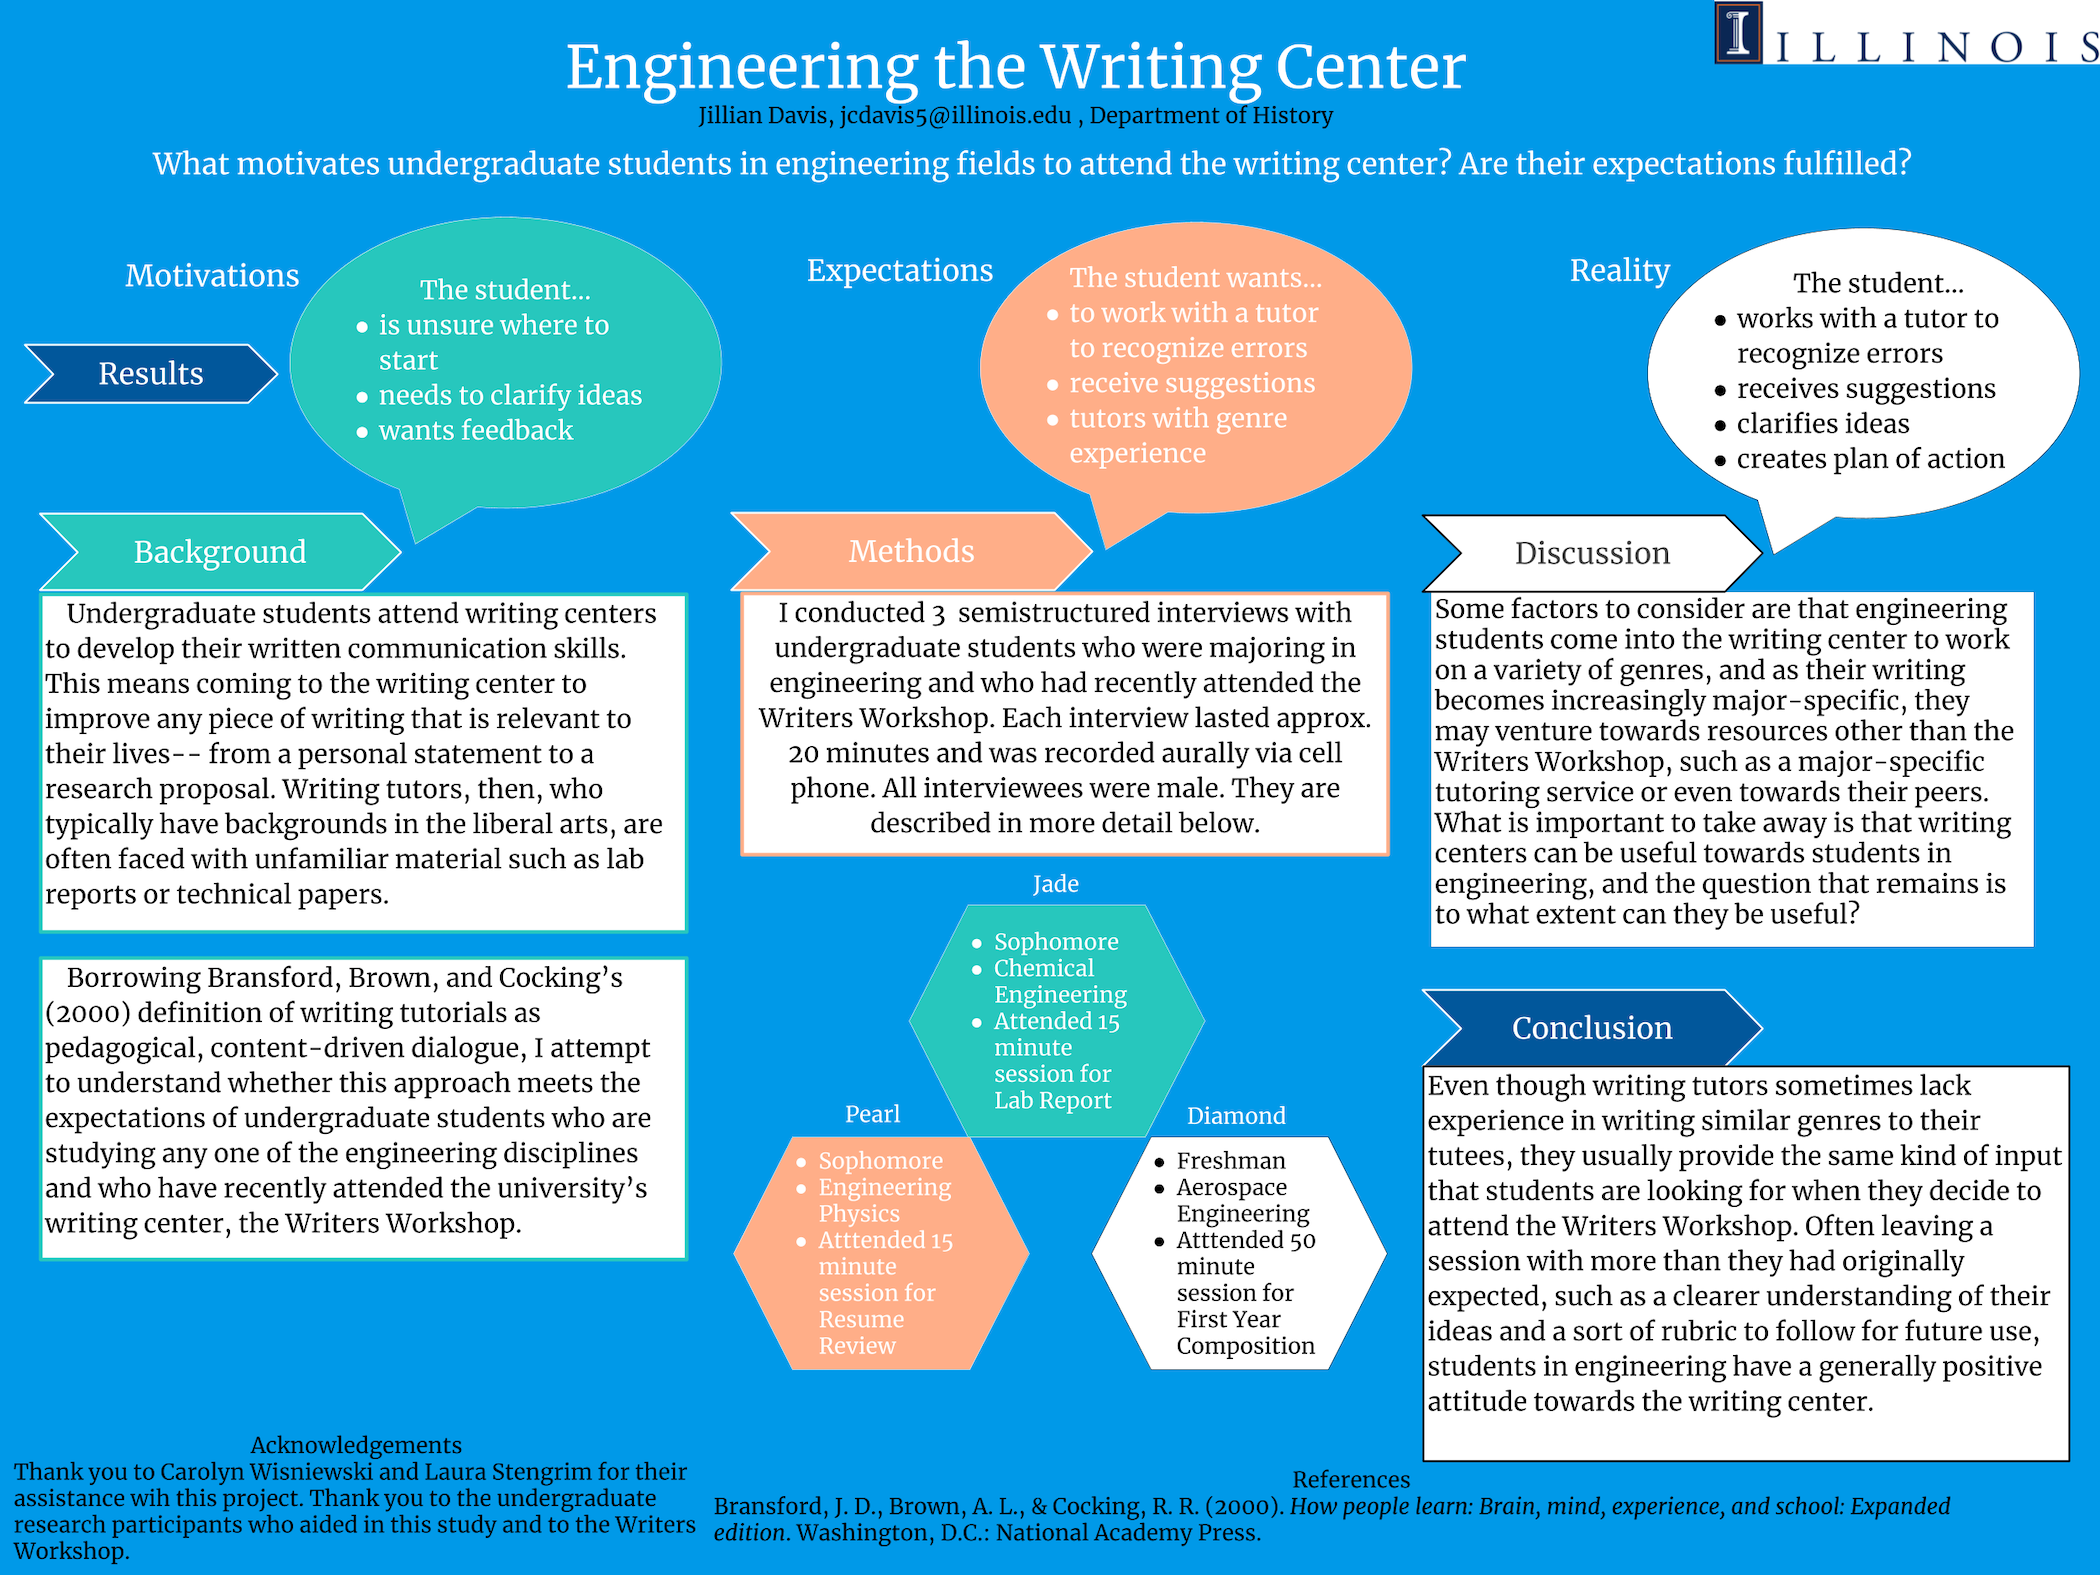 ILLINOIS
Engineering the Writing Center
Jillian Davis, jcdavis5@illinois.edu , Department of History
What motivates undergraduate students in engineering fields to attend the writing center? Are their expectations fulfilled?
Results
Motivations
The student...
• is unsure where to
start
• needs to clarify ideas
• wants feedback
Expectations
The student wants...
• to work with a tutor
to recognize errors
• receive suggestions
• tutors with genre
experience
Reality
The student...
• works with a tutor to
recognize errors
• receives suggestions
• clarifies ideas
• creates plan of action
Background
Undergraduate students attend writing centers
to develop their written communication skills.
This means coming to the writing center to
improve any piece of writing that is relevant to
their lives-- from a personal statement to a
research proposal. Writing tutors, then, who
typically have backgrounds in the liberal arts, are
often faced with unfamiliar material such as lab
reports or technical papers.
Borrowing Bransford, Brown, and Cocking’s
(2000) definition of writing tutorials as
pedagogical, content-driven dialogue, I attempt
to understand whether this approach meets the
expectations of undergraduate students who are
studying any one of the engineering disciplines
and who have recently attended the university’s
writing center, the Writers Workshop.
Methods
I conducted 3 semistructured interviews with
undergraduate students who were majoring in
engineering and who had recently attended the
Writers Workshop. Each interview lasted approx.
20 minutes and was recorded aurally via cell
phone. All interviewees were male. They are
described in more detail below.
Jade
• Sophomore
• Chemical
Engineering
• Attended 15
minute
session for
Lab Report
Pearl
• Sophomore
• Engineering
Physics
• Atttended 15
minute
session for
Resume
Review
Diamond
• Freshman
• Aerospace
Engineering
• Atttended 50
minute
session for
First Year
Composition
Discussion
Some factors to consider are that engineering
students come into the writing center to work
on a variety of genres, and as their writing
becomes increasingly major-specific, they
may venture towards resources other than the
Writers Workshop, such as a major-specific
tutoring service or even towards their peers.
What is important to take away is that writing
centers can be useful towards students in
engineering, and the question that remains is
to what extent can they be useful?
Conclusion
Even though writing tutors sometimes lack
experience in writing similar genres to their
tutees, they usually provide the same kind of input
that students are looking for when they decide to
attend the Writers Workshop. Often leaving a
session with more than they had originally
expected, such as a clearer understanding of their
ideas and a sort of rubric to follow for future use,
students in engineering have a generally positive
attitude towards the writing center.
Acknowledgements
Thank you to Carolyn Wisniewski and Laura Stengrim for their
assistance wih this project. Thank you to the undergraduate
research participants who aided in this study and to the Writers
Workshop.
References
Bransford, J. D., Brown, A. L., & Cocking, R. R. (2000). How people learn: Brain, mind, experience, and school: Expanded
edition. Washington, D.C.: National Academy Press.